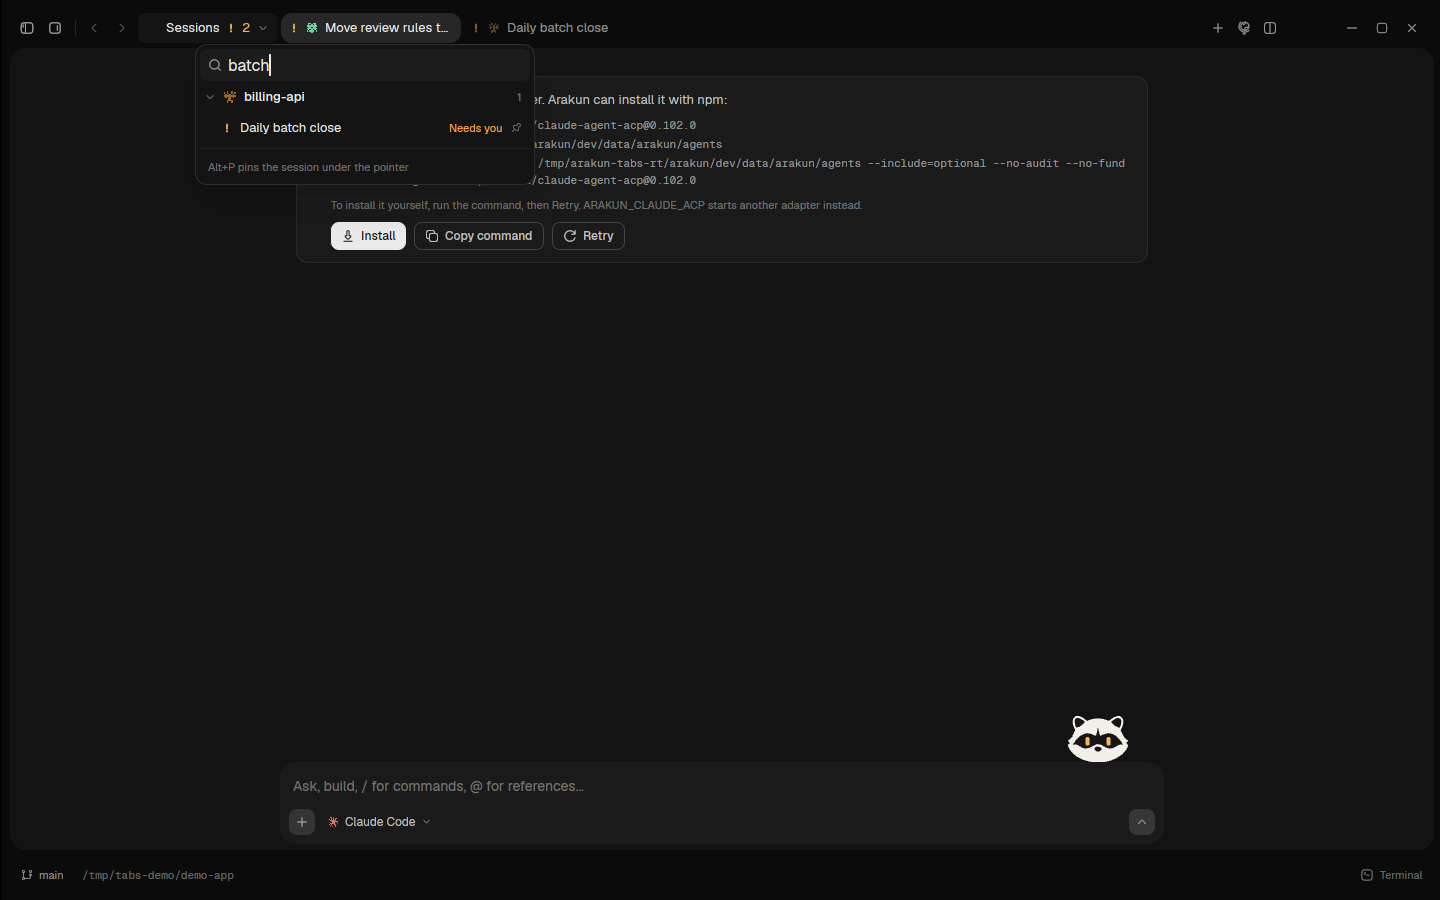 Sessions ! 2
! Move review rules t...
! Daily batch close
batch
billing-api 1
! Daily batch close Needs you
Alt+P pins the session under the pointer
er. Arakun can install it with npm:
/claude-agent-acp@0.102.0
arakun/dev/data/arakun/agents
/tmp/arakun-tabs-rt/arakun/dev/data/arakun/agents --include=optional --no-audit --no-fund
/claude-agent-acp@0.102.0
To install it yourself, run the command, then Retry. ARAKUN_CLAUDE_ACP starts another adapter instead.
Install Copy command Retry
Ask, build, / for commands, @ for references...
Claude Code
main /tmp/tabs-demo/demo-app
Terminal